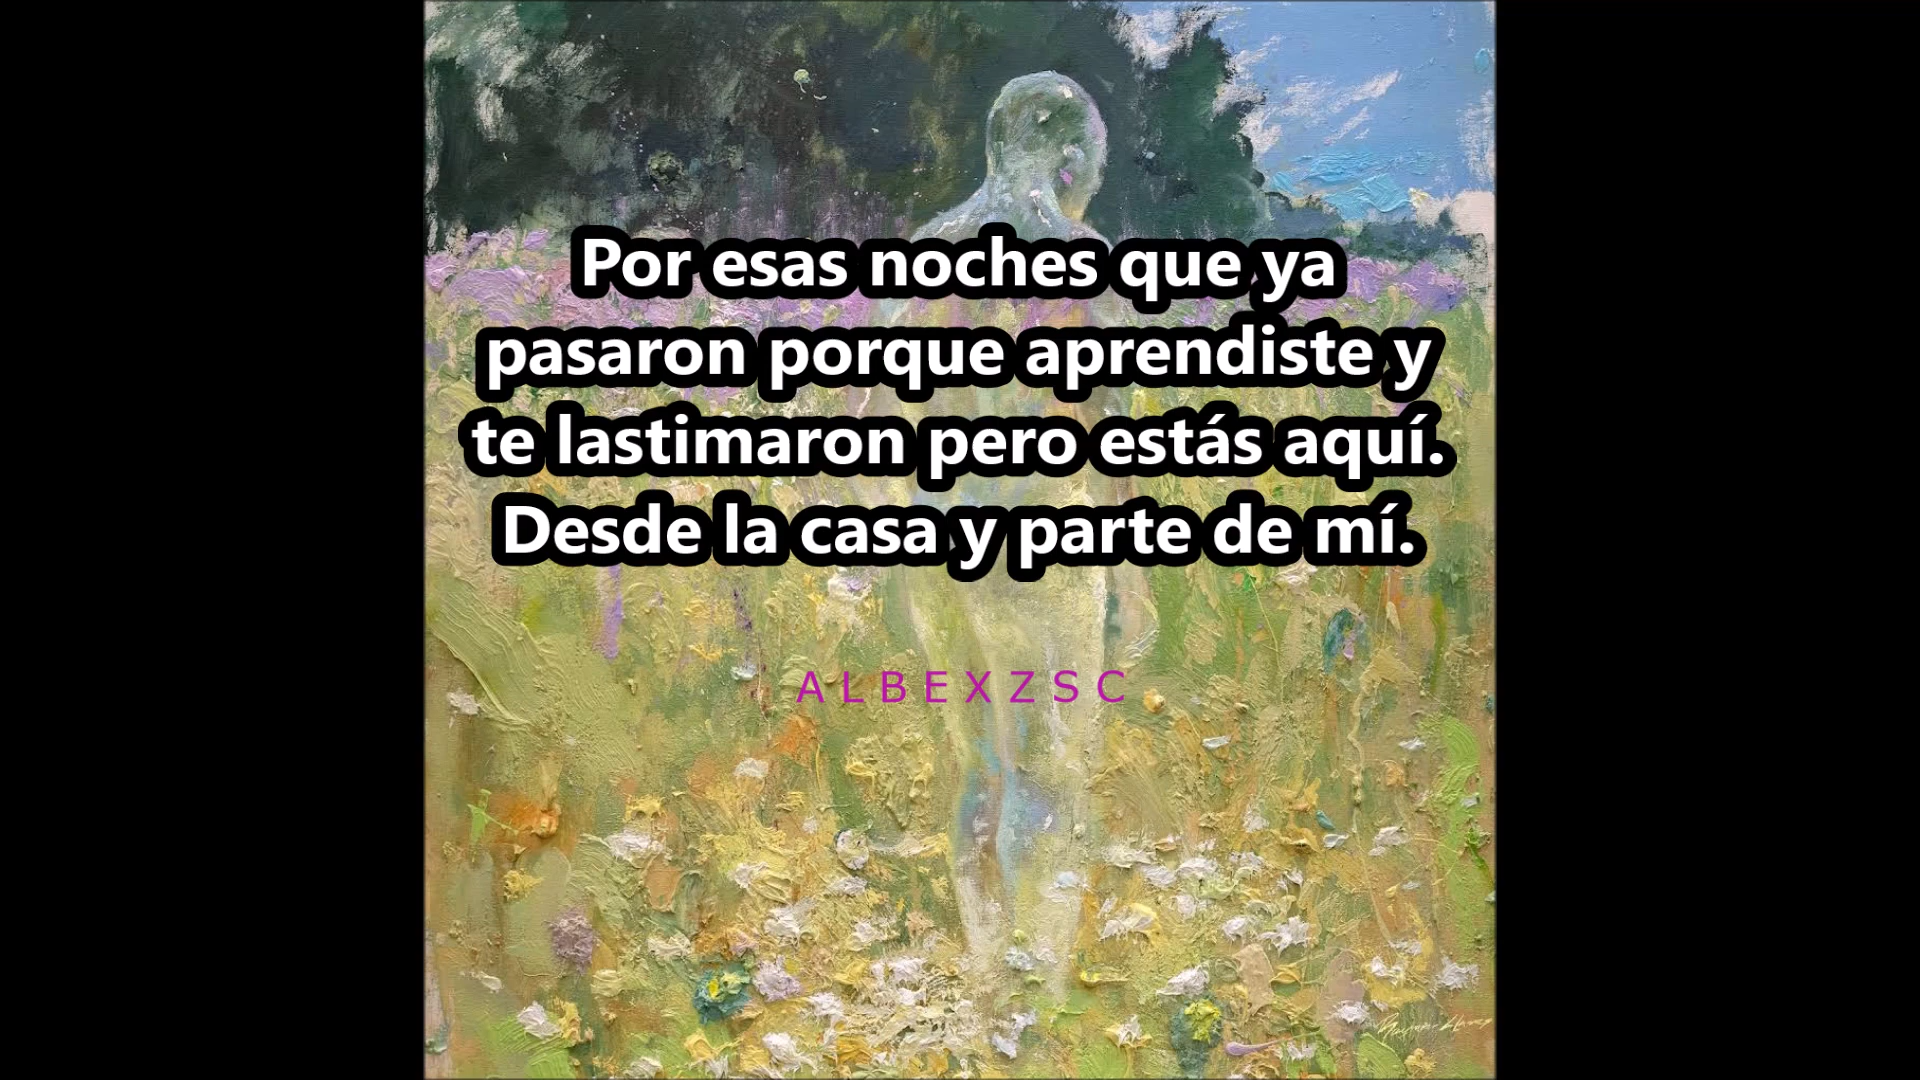 Por esas noches que ya
pasaron porque aprendiste y
te lastimaron pero estás aquí.
Desde la casa y parte de mí.
ALBEXZSC